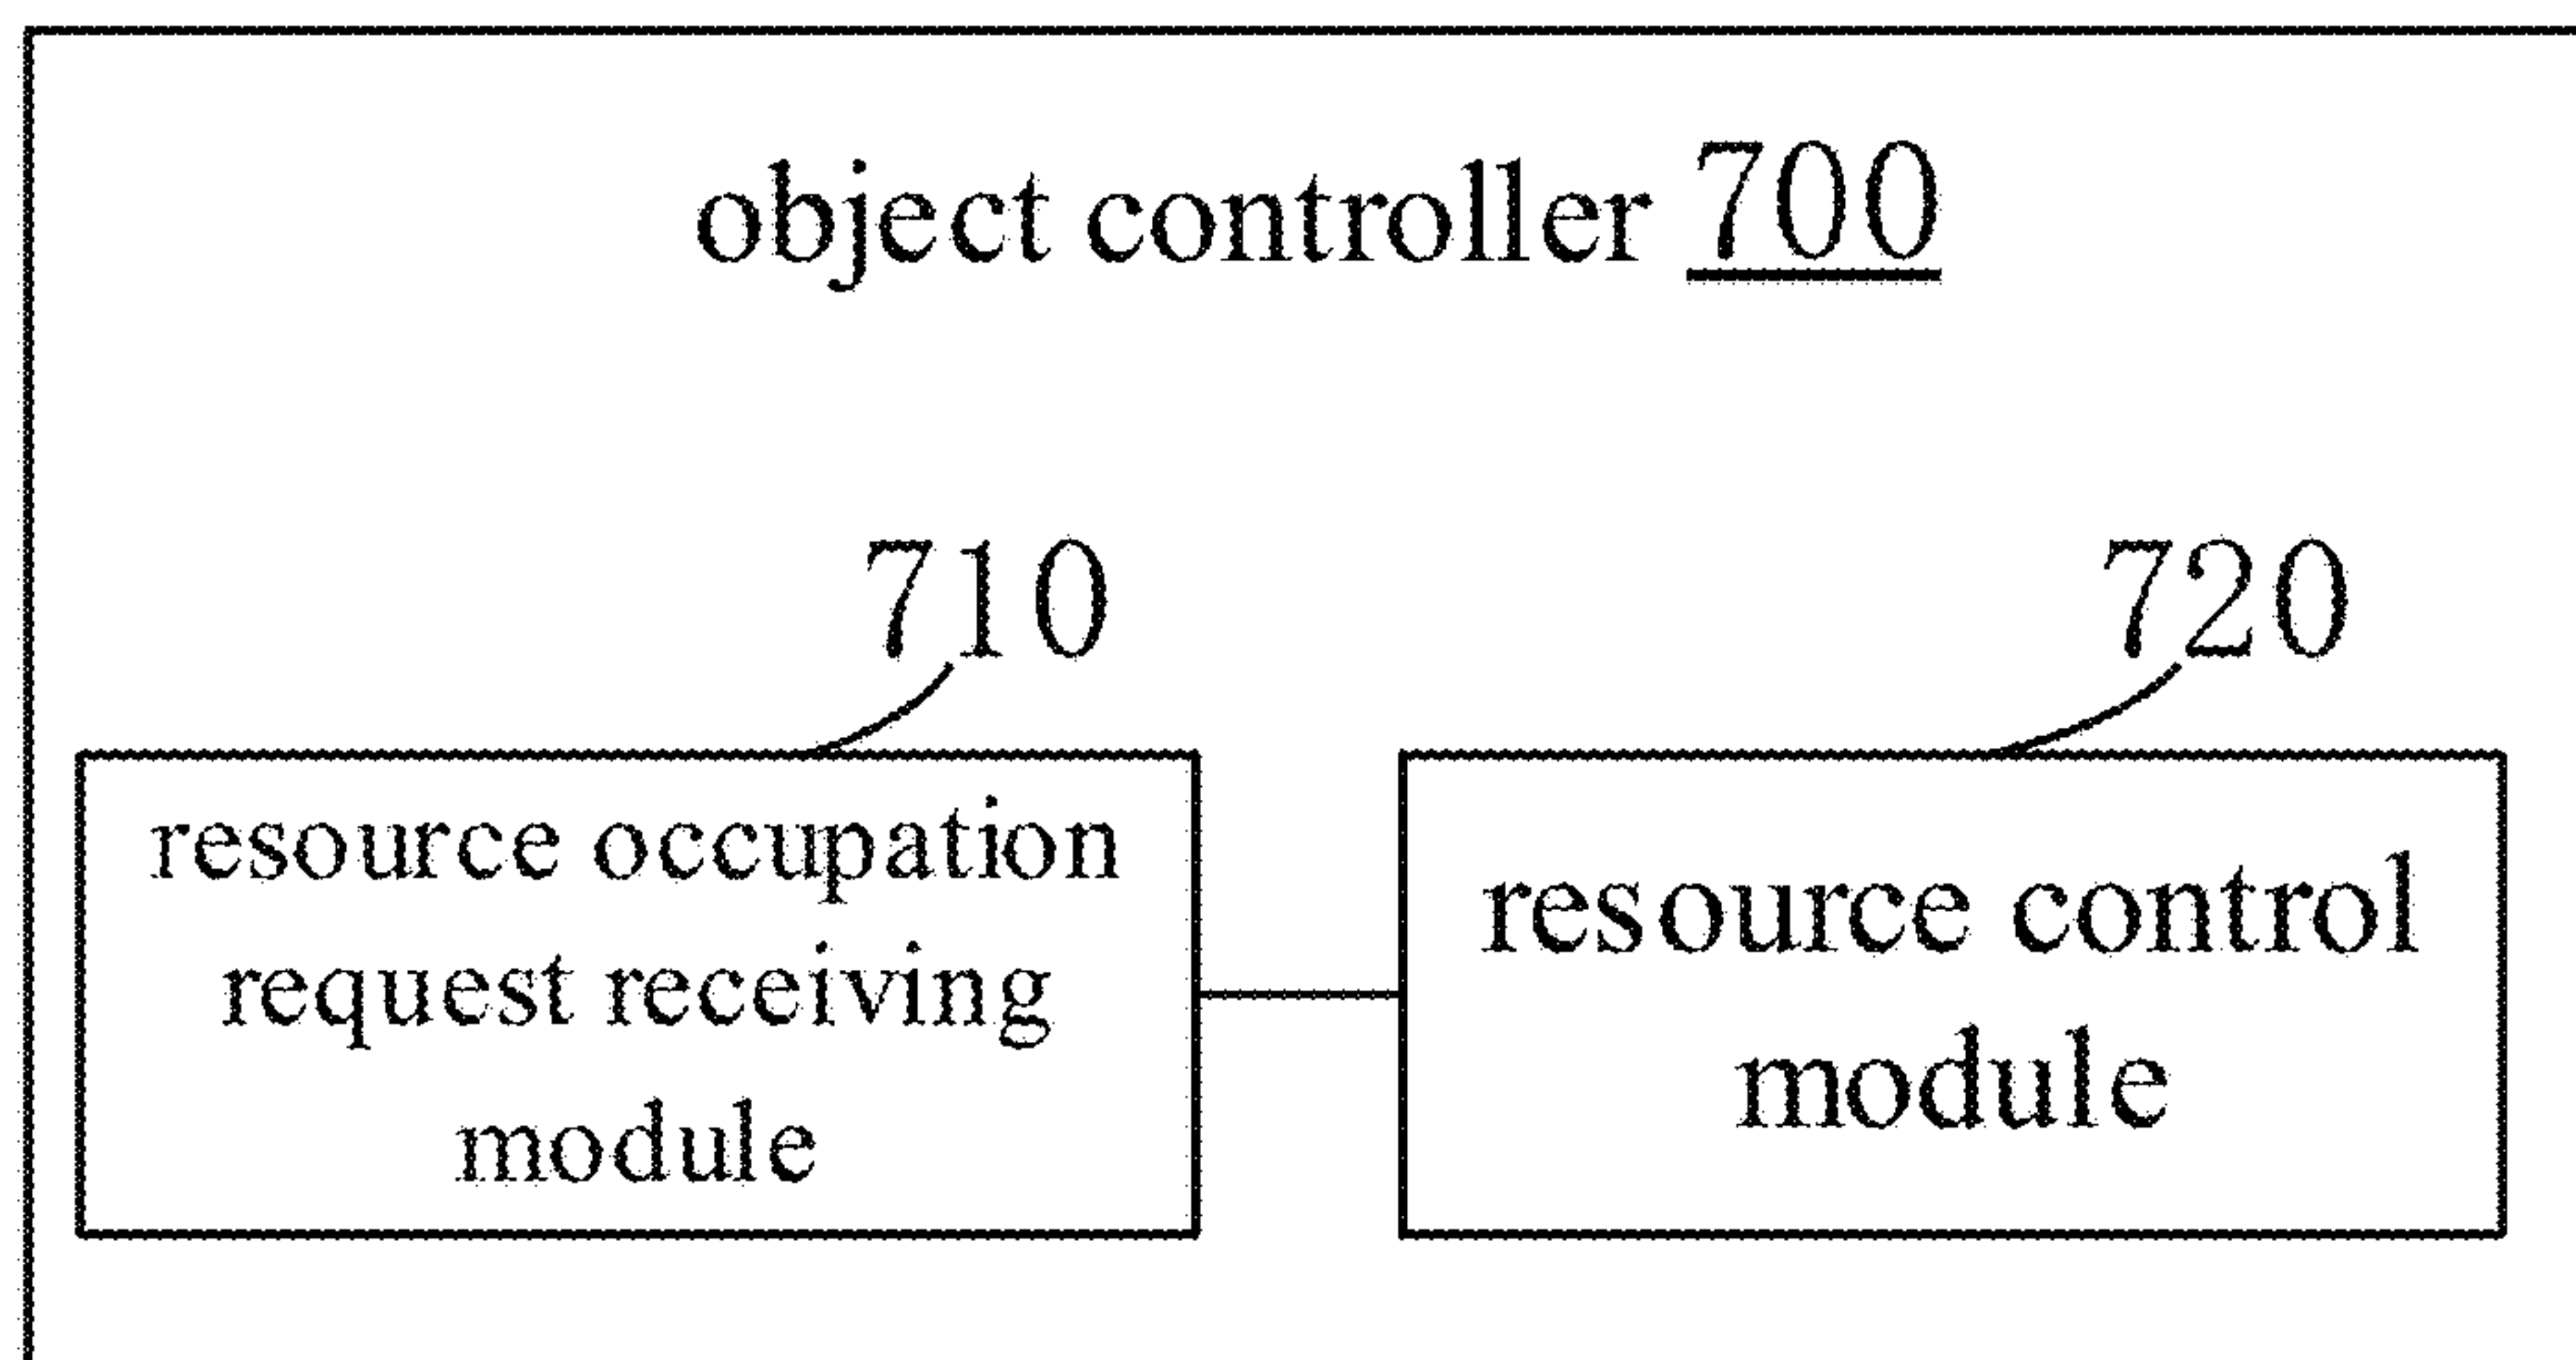 object controller 700
710
720
resource occupation
request receiving
module
resource control
module